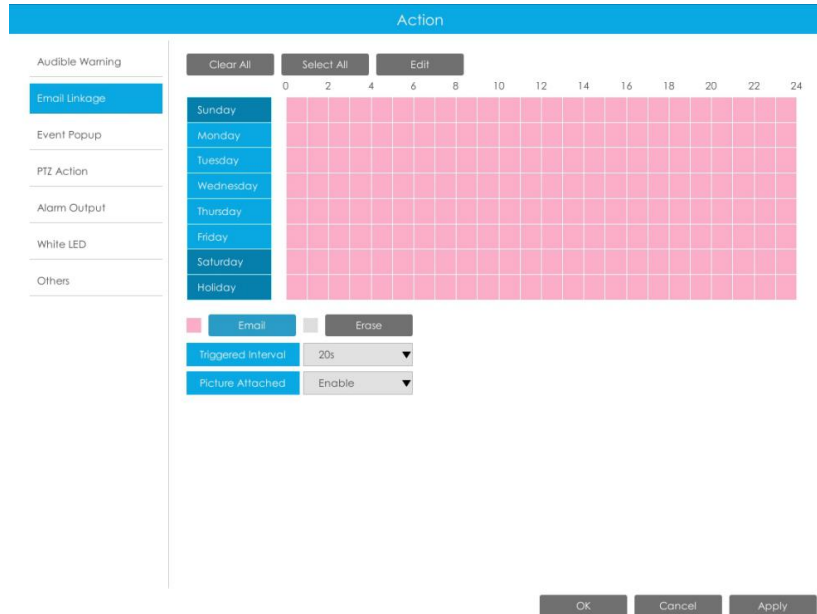 Action
Audible Warning
Email Linkage
Event Popup
PTZ Action
Alarm Output
White LED
Others
Clear All Select All Edit
0 2 4 6 8 10 12 14 16 18 20 22 24
Sunday
Monday
Tuesday
Wednesday
Thursday
Friday
Saturday
Holiday
Email Erase
Triggered Interval 20s
Picture Attached Enable
OK Cancel Apply